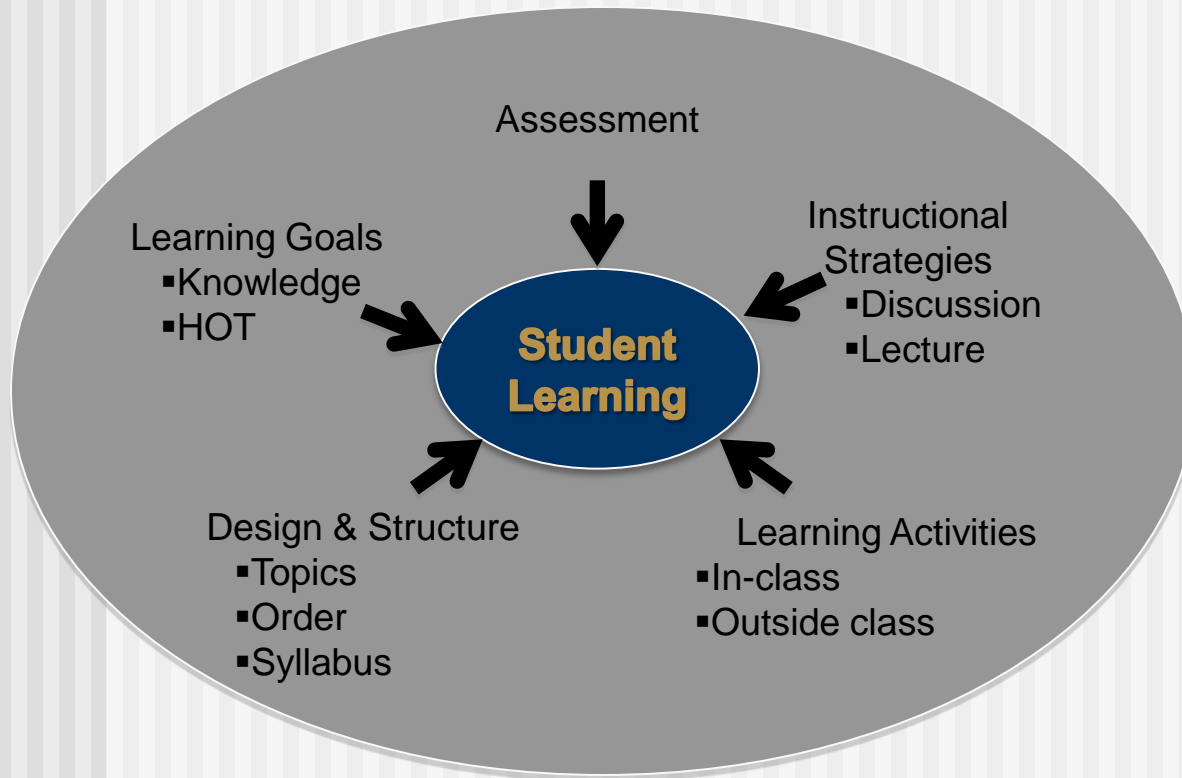 Assessment
Learning Goals
▪Knowledge
▪HOT
Instructional
Strategies
▪Discussion
▪Lecture
Student
Learning
Design & Structure
▪Topics
▪Order
▪Syllabus
Learning Activities
▪In-class
▪Outside class